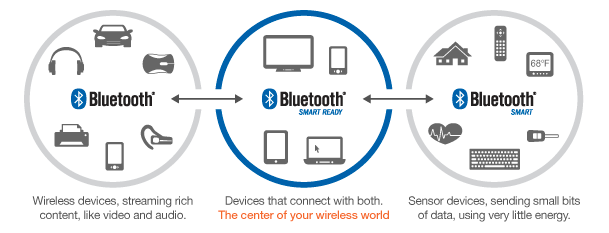 68°F
Bluetooth®
Bluetooth®
SMART READY
Bluetooth®
SMART
Wireless devices, streaming rich
content, like video and audio.
Devices that connect with both.
The center of your wireless world
Sensor devices, sending small bits
of data, using very little energy.